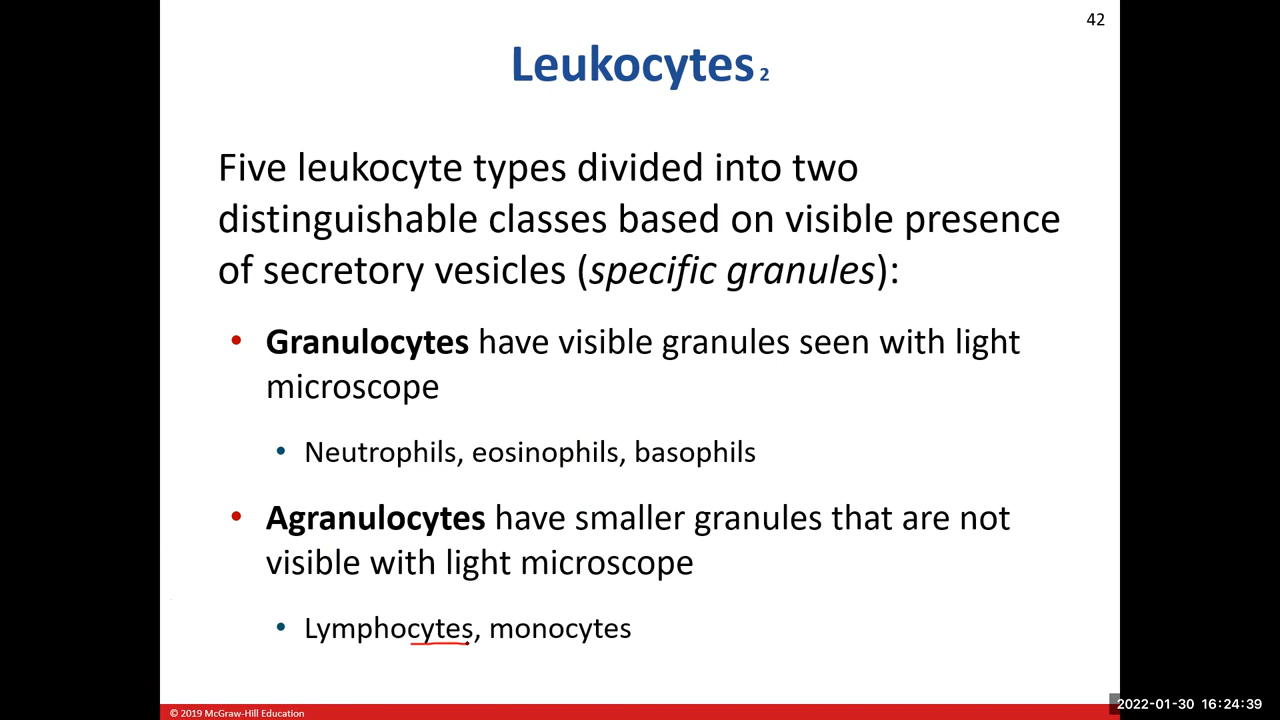 42
Leukocytes 2
Five leukocyte types divided into two
distinguishable classes based on visible presence
of secretory vesicles (specific granules):
• Granulocytes have visible granules seen with light
microscope
• Neutrophils, eosinophils, basophils
• Agranulocytes have smaller granules that are not
visible with light microscope
• Lymphocytes, monocytes
© 2019 McGraw-Hill Education
2022-01-30 16:24:39